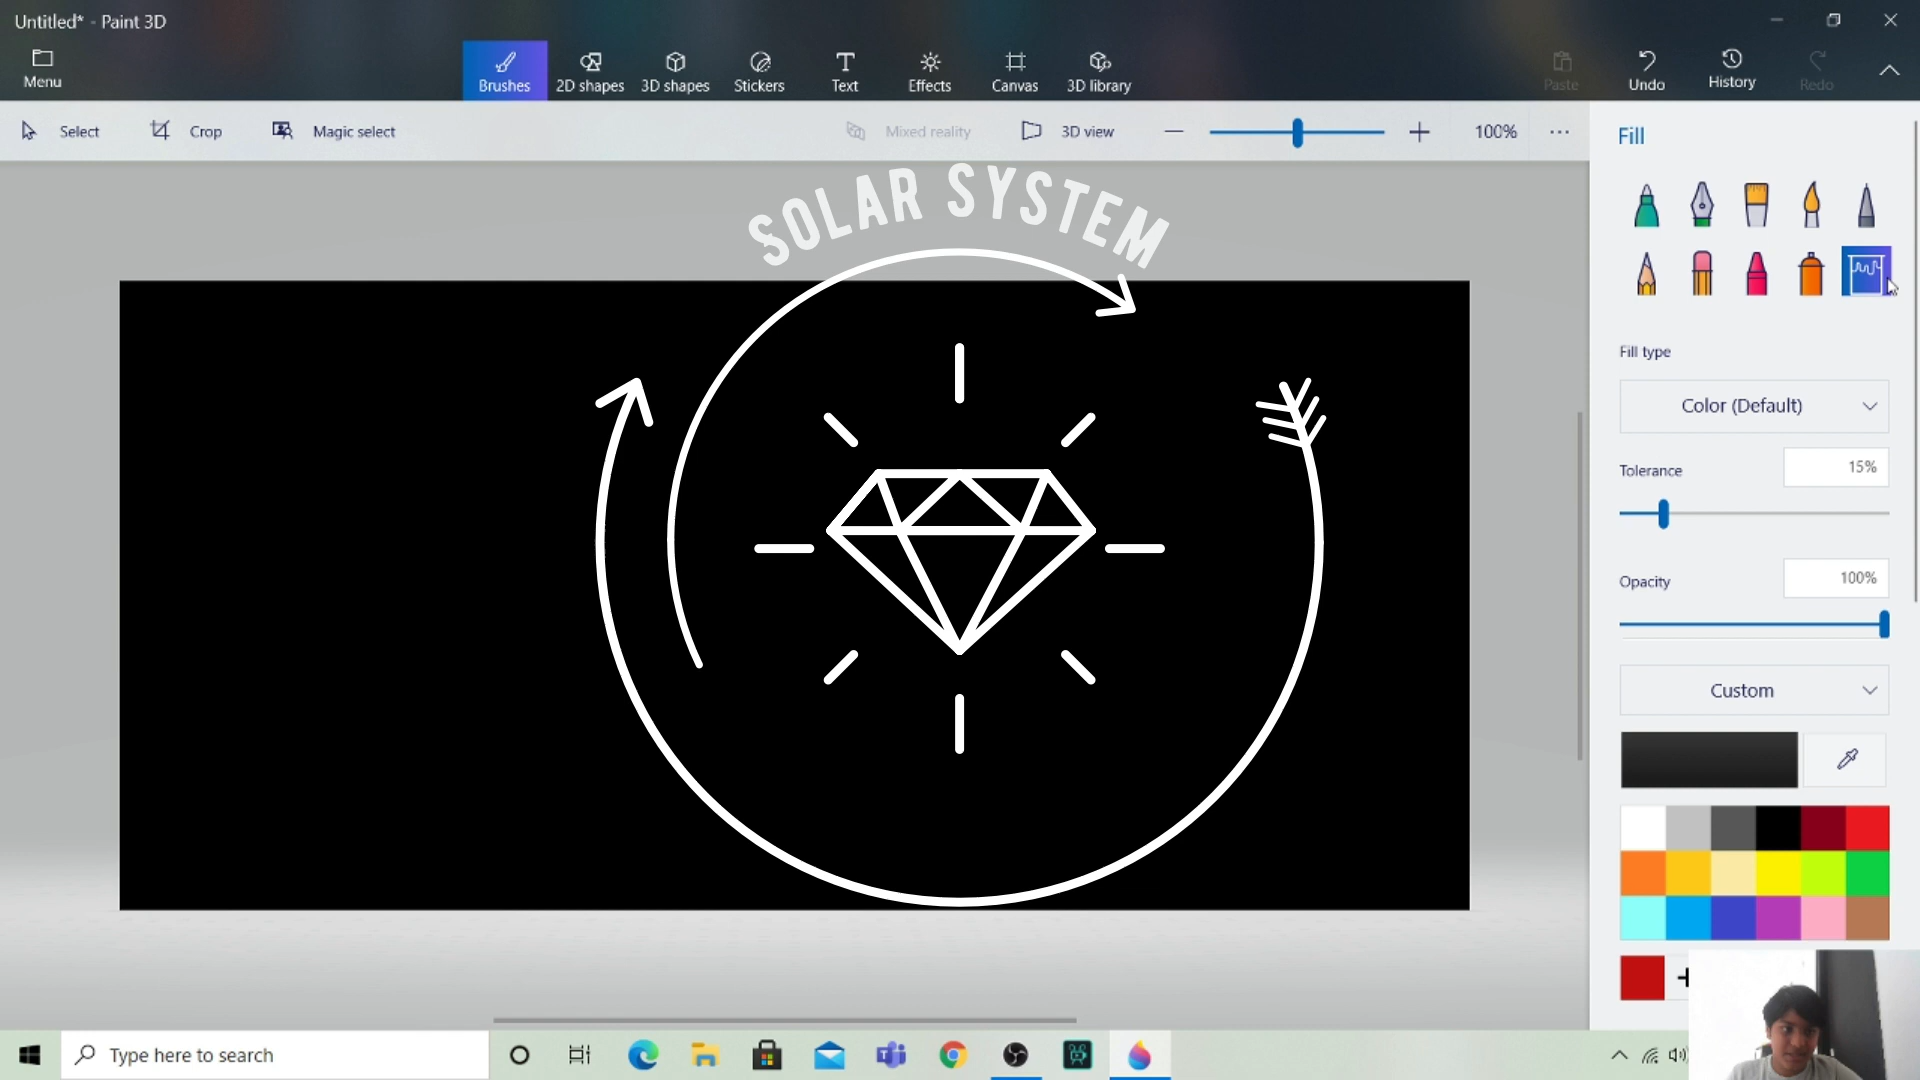 Untitled* - Paint 3D
Menu
Brushes
2D shapes
3D shapes
Stickers
Text
Effects
Canvas
3D library
Paste
Undo
History
Redo
Select
Crop
Magic select
Mixed reality
3D view
100%
Fill
SOLAR SYSTEM
Fill type
Color (Default)
Tolerance
15%
Opacity
100%
Custom
Type here to search